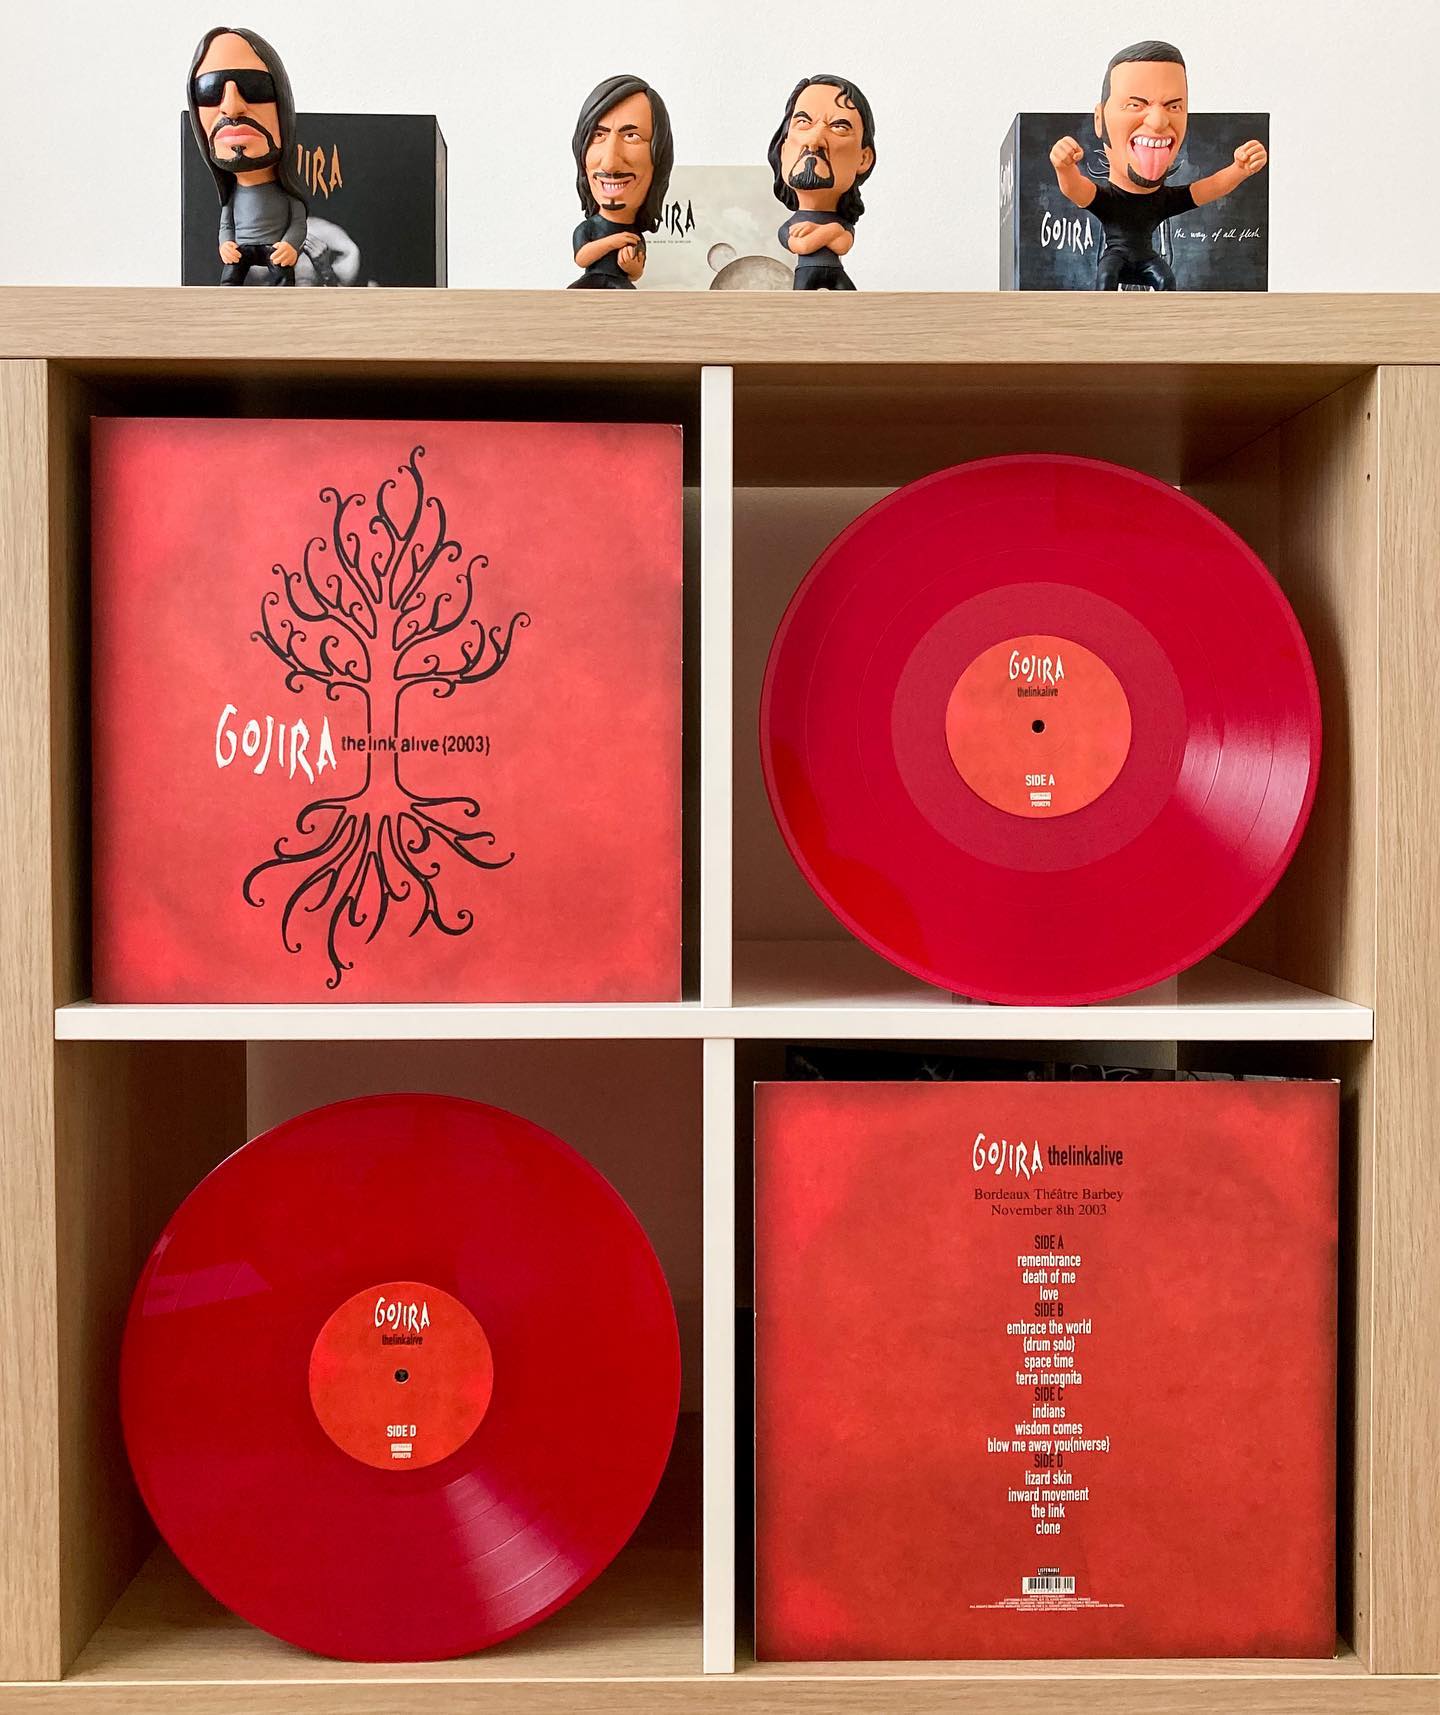 GOJIRA
GOJIRA
the way of all flesh
GOJIRA
the link alive {2003}
GOJIRA
thelinkalive
SIDE A
GOJIRA
thelinkalive
SIDE D
GOJIRA thelinkalive
Bordeaux Théâtre Barbey
November 8th 2003
SIDE A
remembrance
death of me
love
SIDE B
embrace the world
{drum solo}
space time
terra incognita
SIDE C
indians
wisdom comes
blow me away you{niverse}
SIDE D
lizard skin
inward movement
the link
clone
LISTENABLE